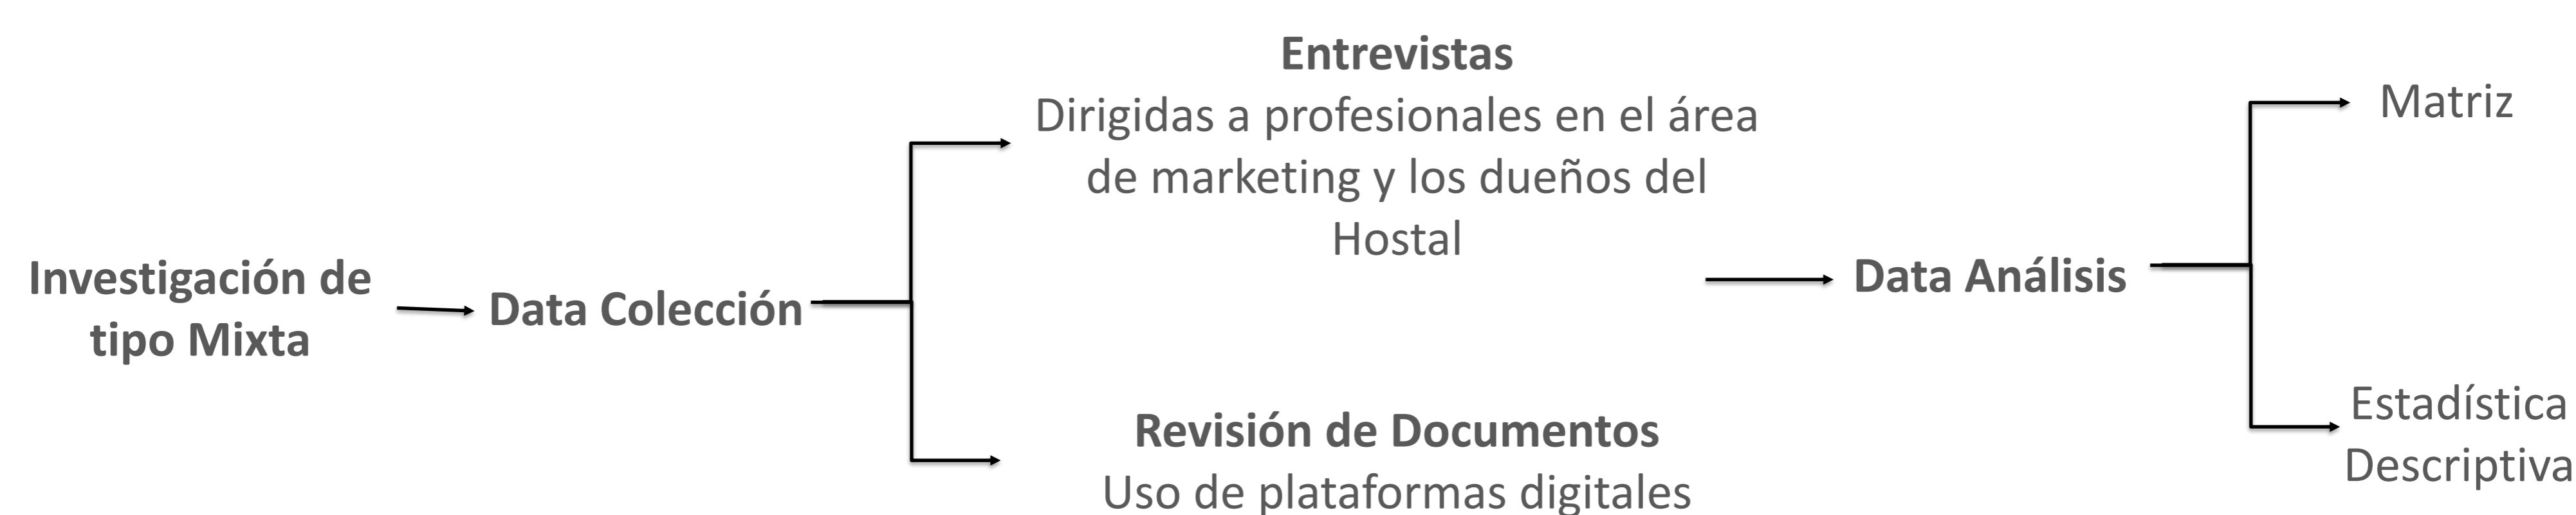 Investigación de
tipo Mixta
Data Colección
Entrevistas
Dirigidas a profesionales en el área
de marketing y los dueños del
Hostal
Revisión de Documentos
Uso de plataformas digitales
Data Análisis
Matriz
Estadística
Descriptiva